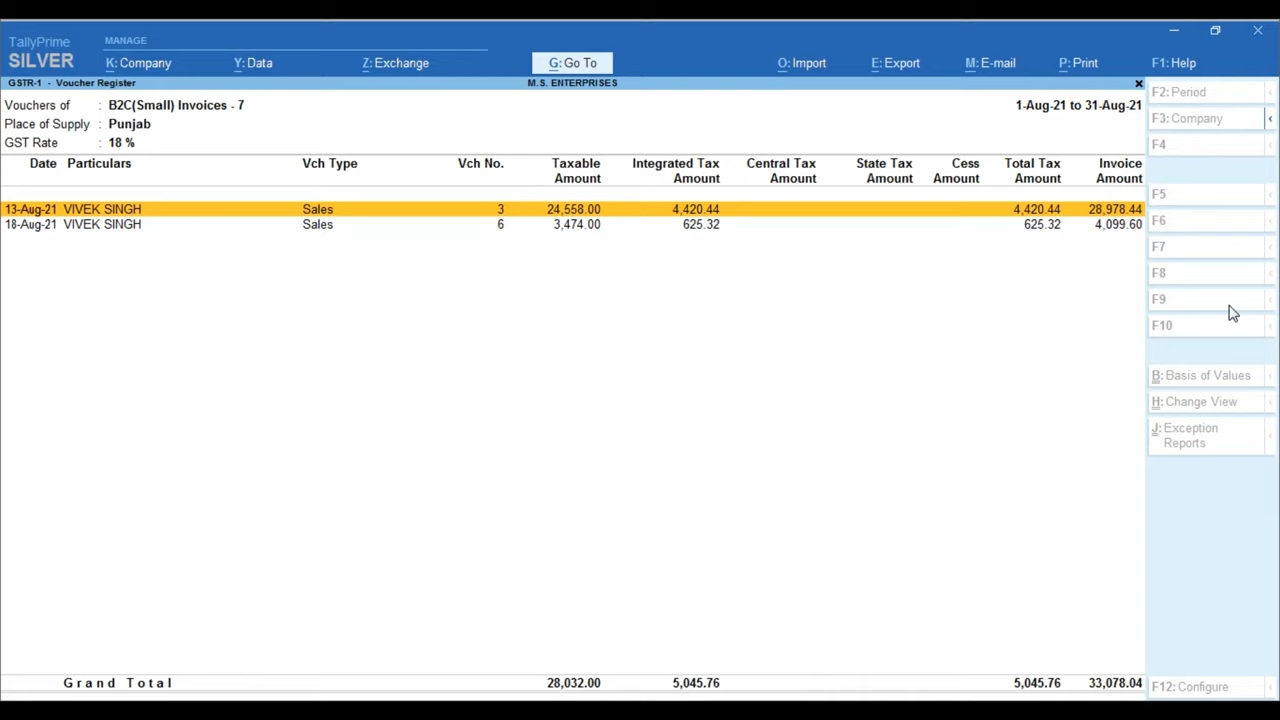 TallyPrime
SILVER
MANAGE
K: Company Y: Data Z: Exchange G: Go To O: Import E: Export M: E-mail P: Print F1: Help
GSTR-1 - Voucher Register M.S. ENTERPRISES x
Vouchers of : B2C(Small) Invoices - 7 1-Aug-21 to 31-Aug-21
Place of Supply : Punjab
GST Rate : 18 %
Date Particulars Vch Type Vch No. Taxable Integrated Tax Central Tax State Tax Cess Total Tax Invoice
Amount Amount Amount Amount Amount Amount Amount
13-Aug-21 VIVEK SINGH Sales 3 24,558.00 4,420.44 4,420.44 28,978.44
18-Aug-21 VIVEK SINGH Sales 6 3,474.00 625.32 625.32 4,099.60
Grand Total 28,032.00 5,045.76 5,045.76 33,078.04
F2: Period
F3: Company
F4
F5
F6
F7
F8
F9
F10
B: Basis of Values
H: Change View
J: Exception
Reports
F12: Configure